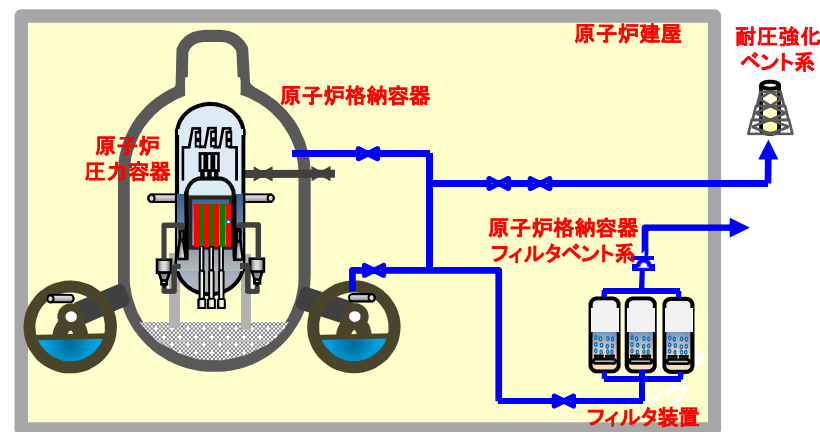 原子炉建屋
耐圧強化
ベント系
原子炉格納容器
原子炉
圧力容器
原子炉格納容器
フィルタベント系
フィルタ装置